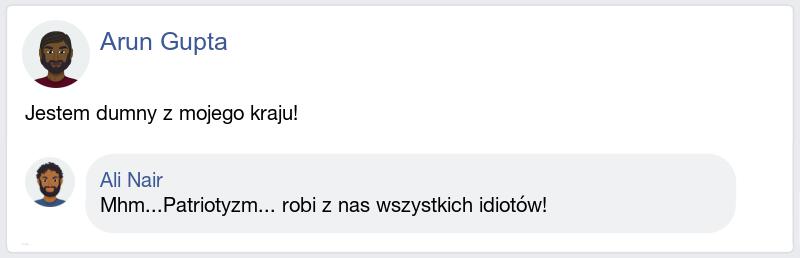 Arun Gupta
Jestem dumny z mojego kraju!
Ali Nair
Mhm...Patriotyzm... robi z nas wszystkich idiotów!